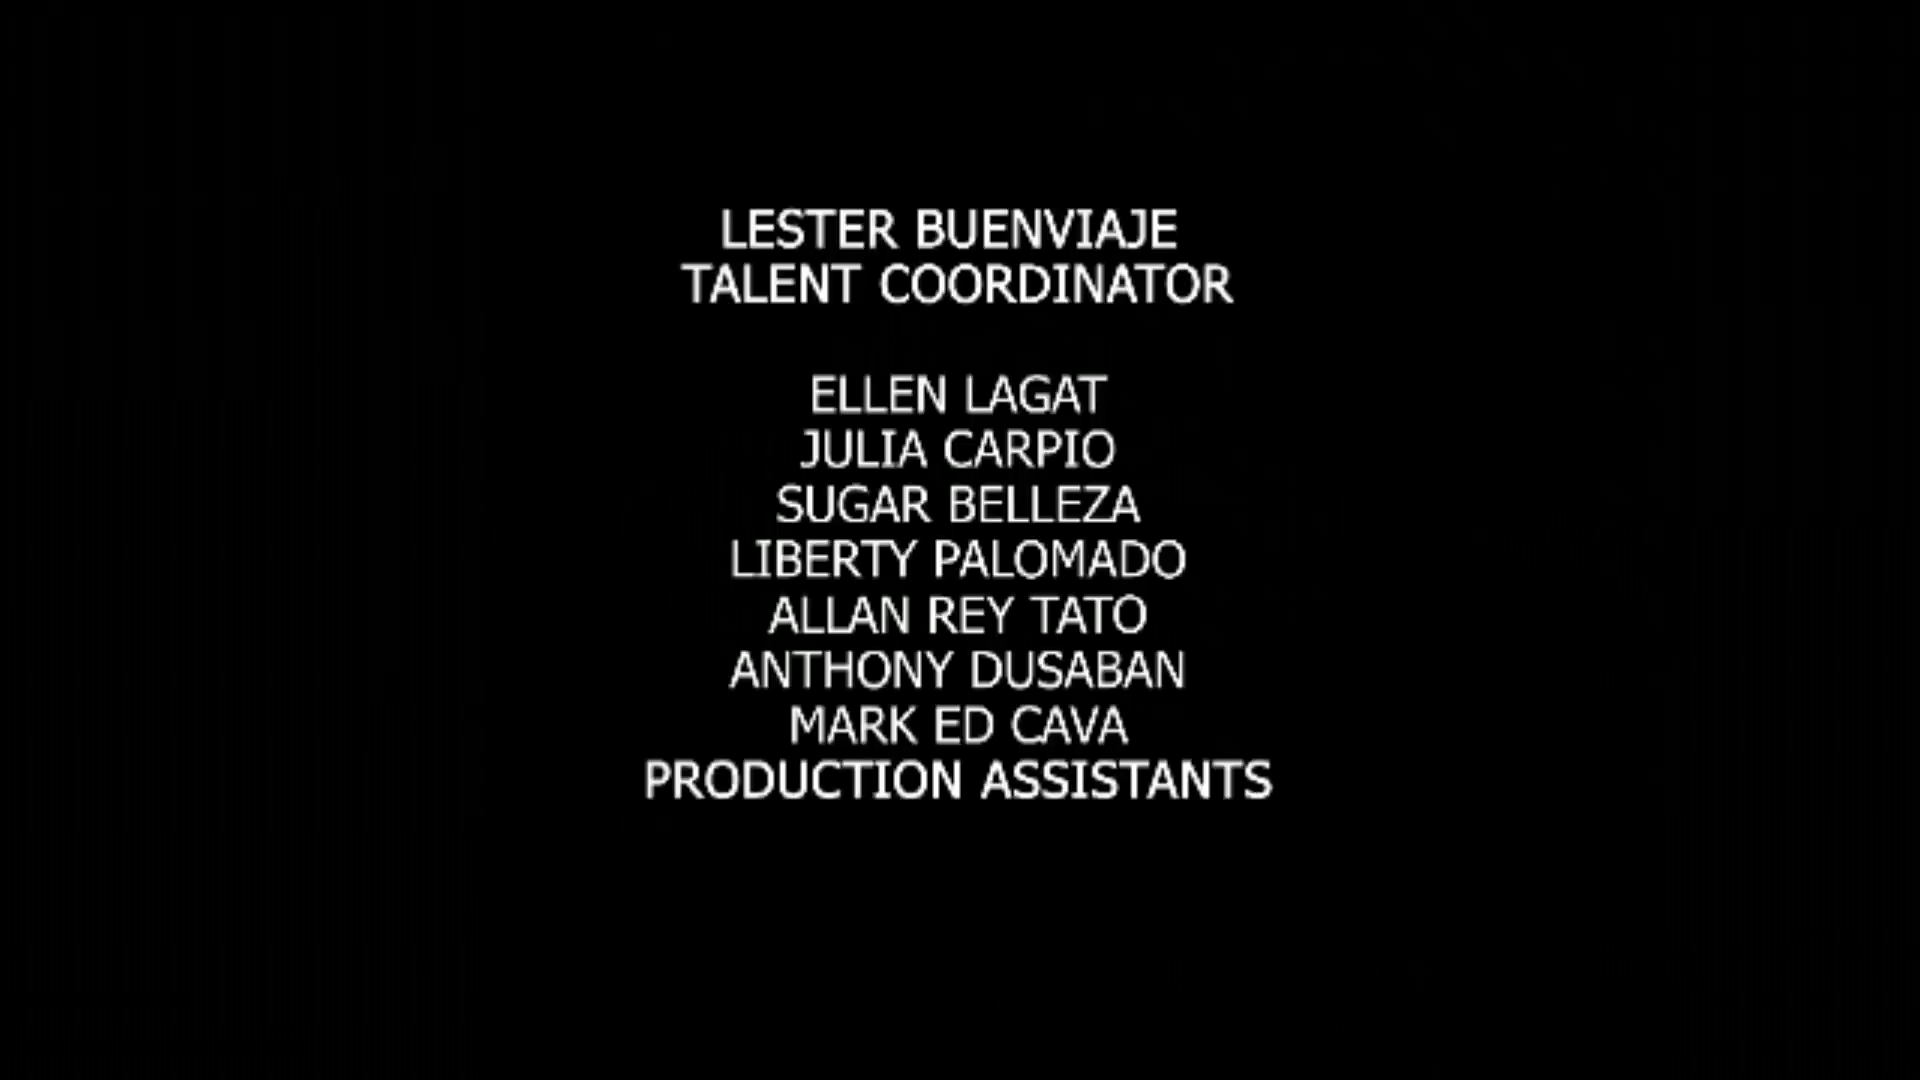 LESTER BUENVIAJE
TALENT COORDINATOR
ELLEN LAGAT
JULIA CARPIO
SUGAR BELLEZA
LIBERTY PALOMADO
ALLAN REY TATO
ANTHONY DUSABAN
MARK ED CAVA
PRODUCTION ASSISTANTS